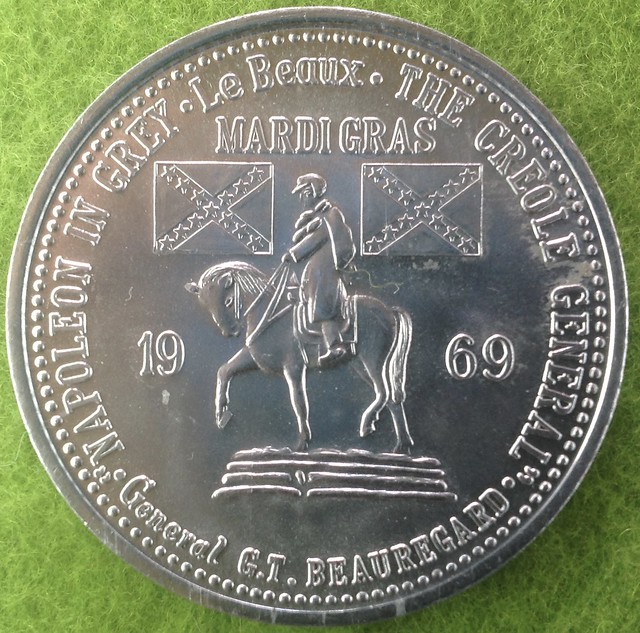 "NAPOLEON IN GREY · Le Beaux · THE CREOLE GENERAL"
MARDI GRAS
19 69
· General G.T. BEAUREGARD ·